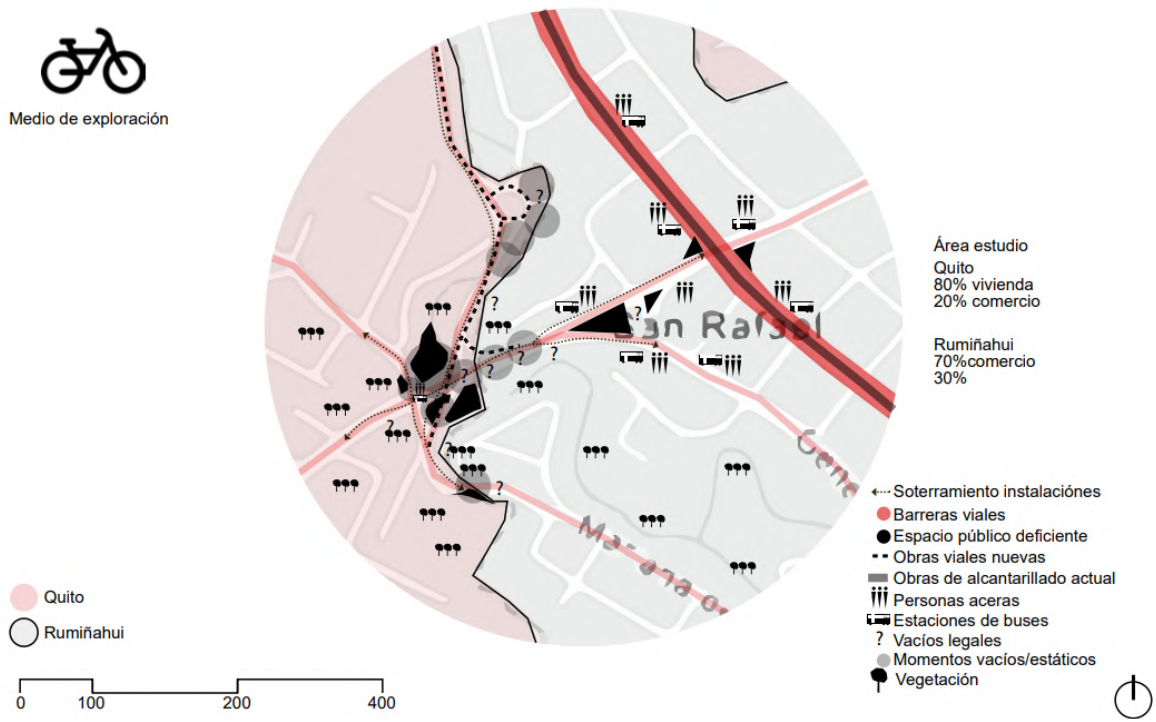 Medio de exploración
?
?
San Rafael
?
?
?
?
?
?
?
?
Área estudio
Quito
80% vivienda
20% comercio
Rumiñahui
70%comercio
30%
Soterramiento instalaciónes
Barreras viales
Espacio público deficiente
Obras viales nuevas
Obras de alcantarillado actual
Personas aceras
Estaciones de buses
? Vacíos legales
Momentos vacíos/estáticos
Vegetación
Quito
Rumiñahui
0 100 200 400